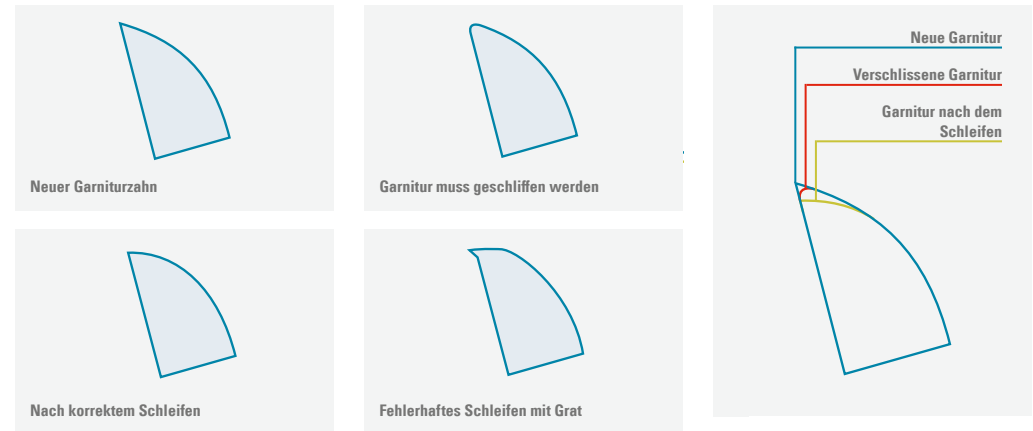 Neuer Garniturzahn
Garnitur muss geschliffen werden
Nach korrektem Schleifen
Fehlerhaftes Schleifen mit Grat
Neue Garnitur
Verschlissene Garnitur
Garnitur nach dem
Schleifen